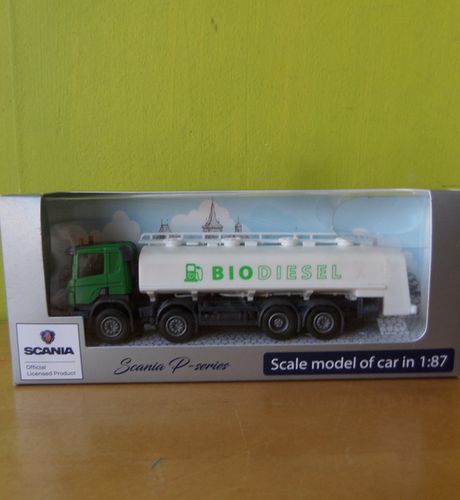 BIODIESEL
SCANIA
Official
Licensed Product
Scania P-series
Scale model of car in 1:87